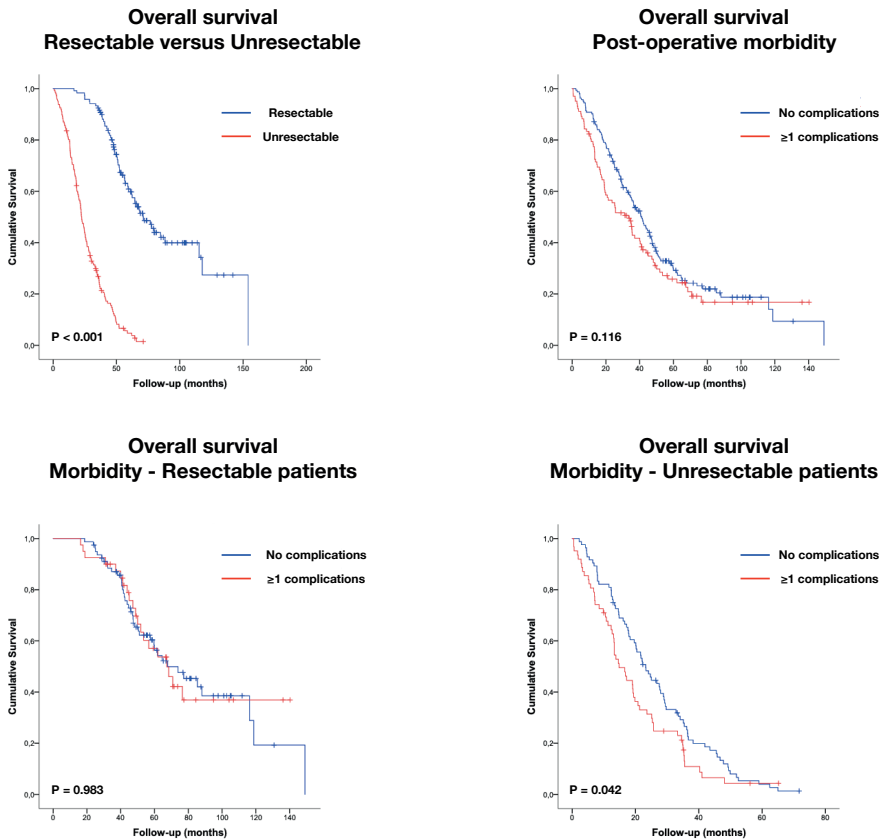 Overall survival
Resectable versus Unresectable
1,0
0,8
0,6
0,4
0,2
0,0
Cumulative Survival
Resectable
Unresectable
P < 0.001
0 50 100 150 200
Follow-up (months)
Overall survival
Post-operative morbidity
1,0
0,8
0,6
0,4
0,2
0,0
Cumulative Survival
No complications
≥1 complications
P = 0.116
0 20 40 60 80 100 120 140
Follow-up (months)
Overall survival
Morbidity - Resectable patients
1,0
0,8
0,6
0,4
0,2
0,0
Cumulative Survival
No complications
≥1 complications
P = 0.983
0 20 40 60 80 100 120 140
Follow-up (months)
Overall survival
Morbidity - Unresectable patients
1,0
0,8
0,6
0,4
0,2
0,0
Cumulative Survival
No complications
≥1 complications
P = 0.042
0 20 40 60 80
Follow-up (months)